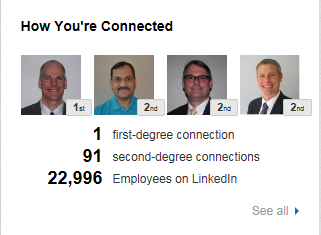 How You're Connected
1st 2nd 2nd 2nd
1 first-degree connection
91 second-degree connections
22,996 Employees on LinkedIn
See all